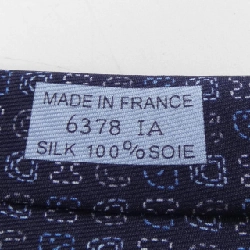 MADE IN FRANCE
6378 IA
SILK 100% SOIE